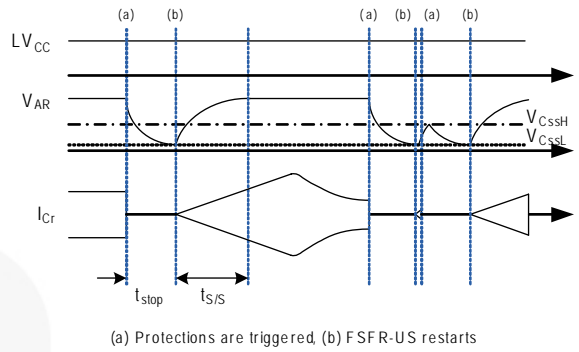 (a) (b) (a) (b) (a) (b)
LVCC
VAR
VCssH
VCssL
ICr
tstop tS/S
(a) Protections are triggered, (b) FSFR-US restarts